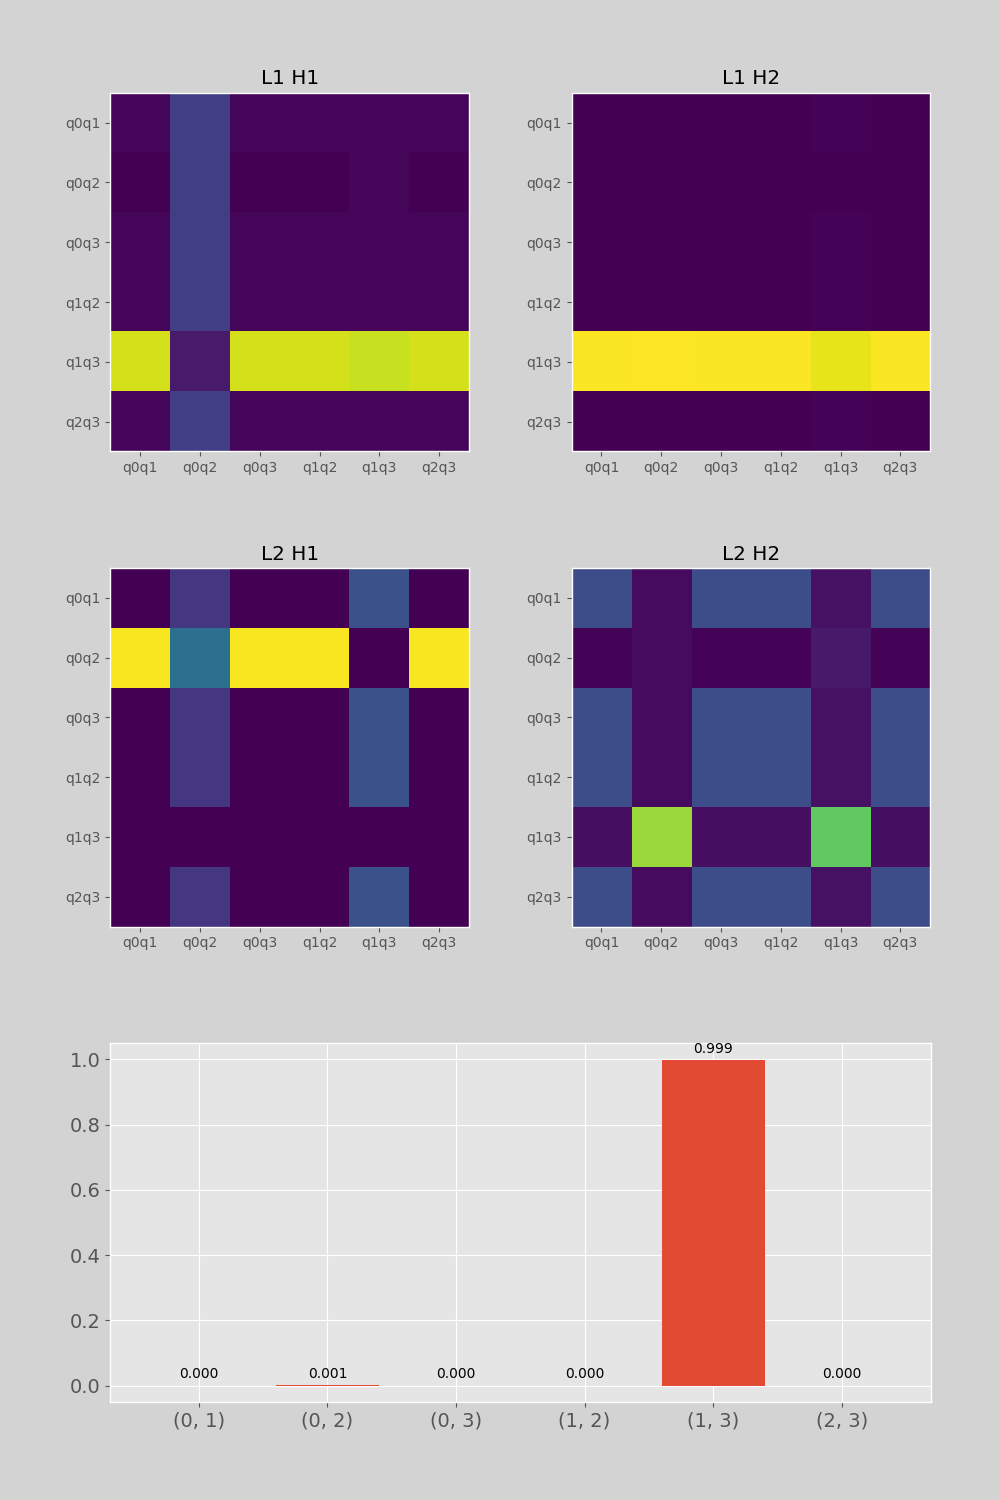 L1 H1 L1 H2
q0q1 q0q1
q0q2 q0q2
q0q3 q0q3
q1q2 q1q2
q1q3 q1q3
q2q3 q2q3
q0q1 q0q2 q0q3 q1q2 q1q3 q2q3 q0q1 q0q2 q0q3 q1q2 q1q3 q2q3
L2 H1 L2 H2
q0q1 q0q1
q0q2 q0q2
q0q3 q0q3
q1q2 q1q2
q1q3 q1q3
q2q3 q2q3
q0q1 q0q2 q0q3 q1q2 q1q3 q2q3 q0q1 q0q2 q0q3 q1q2 q1q3 q2q3
0.999
1.0
0.8
0.6
0.4
0.2
0.000 0.001 0.000 0.000 0.000
0.0
(0, 1) (0, 2) (0, 3) (1, 2) (1, 3) (2, 3)